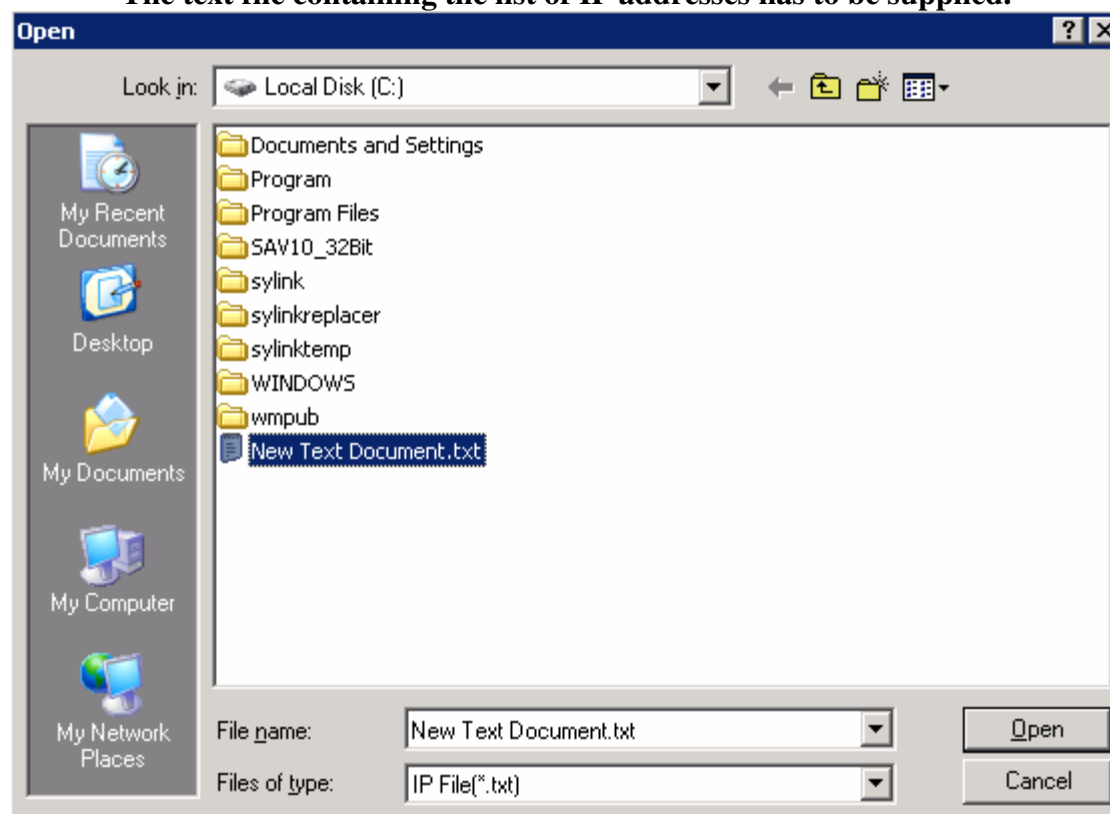 The text file containing the list of IP addresses has to be supplied.
Open
Look in:
Local Disk (C:)
My Recent
Documents
Desktop
My Documents
My Computer
My Network
Places
Documents and Settings
Program
Program Files
SAV10_32Bit
sylink
sylinkreplacer
sylinktemp
WINDOWS
wmpub
New Text Document.txt
File name:
New Text Document.txt
Open
Files of type:
IP File(*.txt)
Cancel